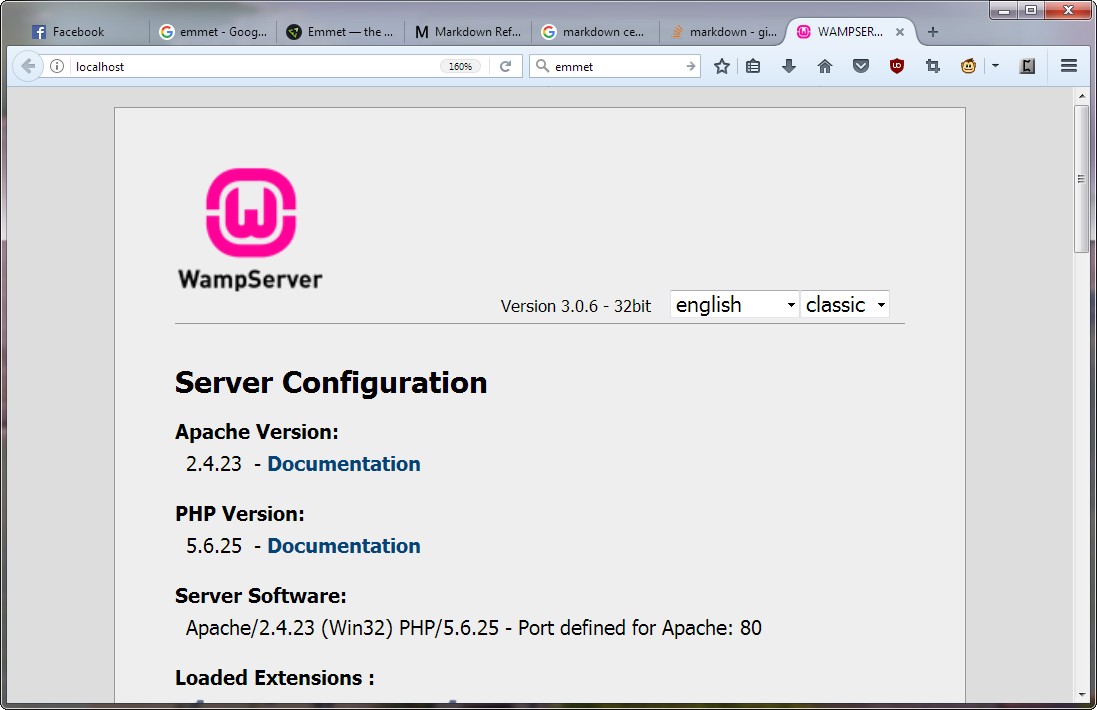 Facebook
emmet - Goog...
Emmet — the ...
Markdown Ref...
markdown ce...
markdown - gi...
WAMPSER...
localhost
160%
emmet
WampServer
Version 3.0.6 - 32bit english classic
Server Configuration
Apache Version:
2.4.23 - Documentation
PHP Version:
5.6.25 - Documentation
Server Software:
Apache/2.4.23 (Win32) PHP/5.6.25 - Port defined for Apache: 80
Loaded Extensions :